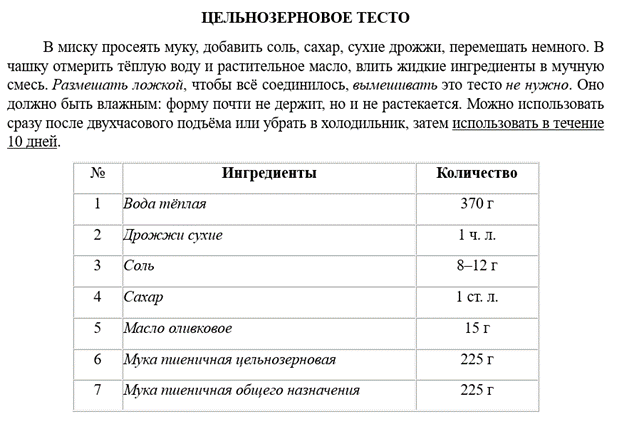 ЦЕЛЬНОЗЕРНОВОЕ ТЕСТО
В миску просеять муку, добавить соль, сахар, сухие дрожжи, перемешать немного. В
чашку отмерить тёплую воду и растительное масло, влить жидкие ингредиенты в мучную
смесь. Размешать ложкой, чтобы всё соединилось, вымешивать это тесто не нужно. Оно
должно быть влажным: форму почти не держит, но и не растекается. Можно использовать
сразу после двухчасового подъёма или убрать в холодильник, затем использовать в течение
10 дней.
№ Ингредиенты Количество
1 Вода тёплая 370 г
2 Дрожжи сухие 1 ч. л.
3 Соль 8–12 г
4 Сахар 1 ст. л.
5 Масло оливковое 15 г
6 Мука пшеничная цельнозерновая 225 г
7 Мука пшеничная общего назначения 225 г